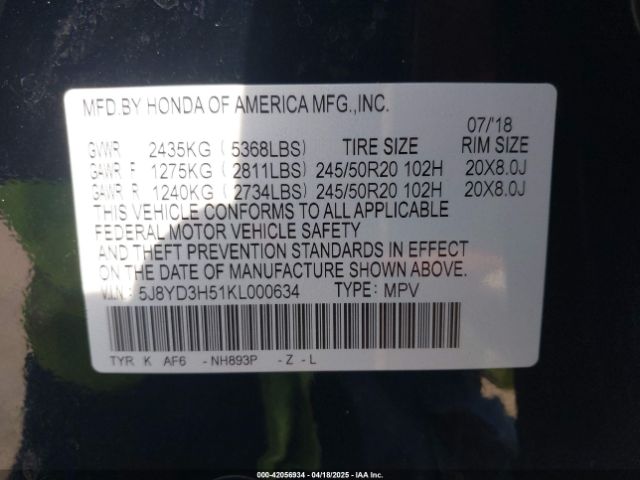 MFD.BY HONDA OF AMERICA MFG.,INC.
07/'18
GVWR 2435KG ( 5368LBS) TIRE SIZE RIM SIZE
GAWR F 1275KG ( 2811LBS) 245/50R20 102H 20X8.0J
GAWR R 1240KG ( 2734LBS) 245/50R20 102H 20X8.0J
THIS VEHICLE CONFORMS TO ALL APPLICABLE
FEDERAL MOTOR VEHICLE SAFETY
AND THEFT PREVENTION STANDARDS IN EFFECT
ON THE DATE OF MANUFACTURE SHOWN ABOVE.
V.I.N.: 5J8YD3H51KL000634 TYPE: MPV
TYR K AF6 - NH893P - Z - L
000-42056934 | 04/18/2025 - IAA Inc.